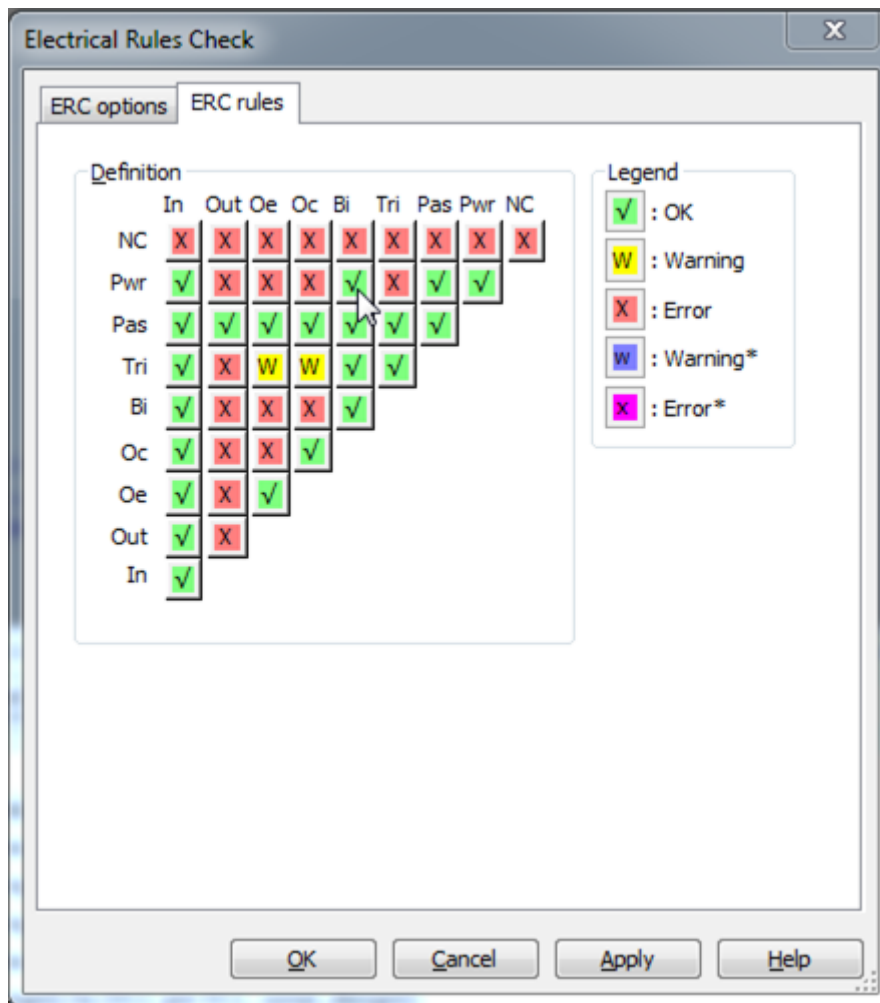 Electrical Rules Check
ERC options ERC rules
Definition
In Out Oe Oc Bi Tri Pas Pwr NC
NC X X X X X X X X X
Pwr √ X X X √ X √ √
Pas √ √ √ √ √ √ √
Tri √ X W W √ √
Bi √ X X X √
Oc √ X X √
Oe √ X √
Out √ X
In √
Legend
√ : OK
W : Warning
X : Error
w : Warning*
x : Error*
OK Cancel Apply Help